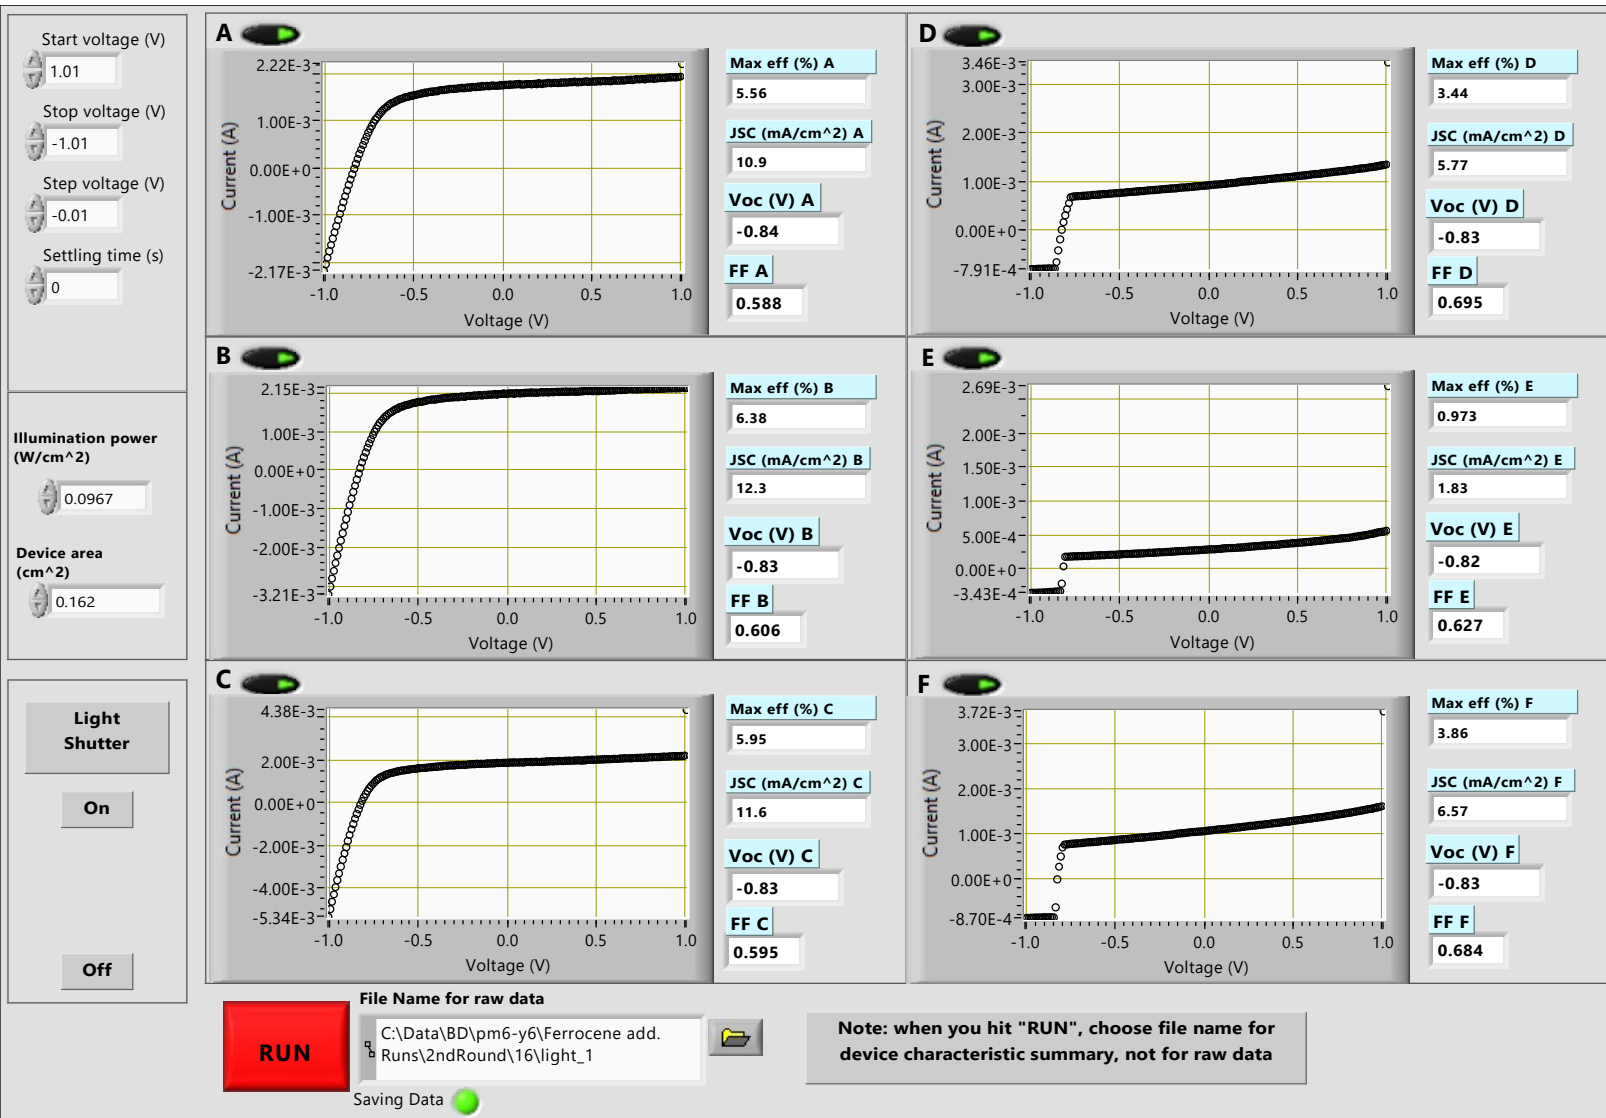 Start voltage (V)
1.01
Stop voltage (V)
-1.01
Step voltage (V)
-0.01
Settling time (s)
0
Illumination power
(W/cm^2)
0.0967
Device area
(cm^2)
0.162
Light
Shutter
On
Off
A
Current (A)
2.22E-3
1.00E-3
0.00E+0
-1.00E-3
-2.17E-3
-1.0 -0.5 0.0 0.5 1.0
Voltage (V)
Max eff (%) A
5.56
JSC (mA/cm^2) A
10.9
Voc (V) A
-0.84
FF A
0.588
B
Current (A)
2.15E-3
1.00E-3
0.00E+0
-1.00E-3
-2.00E-3
-3.21E-3
-1.0 -0.5 0.0 0.5 1.0
Voltage (V)
Max eff (%) B
6.38
JSC (mA/cm^2) B
12.3
Voc (V) B
-0.83
FF B
0.606
C
Current (A)
4.38E-3
2.00E-3
0.00E+0
-2.00E-3
-4.00E-3
-5.34E-3
-1.0 -0.5 0.0 0.5 1.0
Voltage (V)
Max eff (%) C
5.95
JSC (mA/cm^2) C
11.6
Voc (V) C
-0.83
FF C
0.595
D
Current (A)
3.46E-3
3.00E-3
2.00E-3
1.00E-3
0.00E+0
-7.91E-4
-1.0 -0.5 0.0 0.5 1.0
Voltage (V)
Max eff (%) D
3.44
JSC (mA/cm^2) D
5.77
Voc (V) D
-0.83
FF D
0.695
E
Current (A)
2.69E-3
2.00E-3
1.50E-3
1.00E-3
5.00E-4
0.00E+0
-3.43E-4
-1.0 -0.5 0.0 0.5 1.0
Voltage (V)
Max eff (%) E
0.973
JSC (mA/cm^2) E
1.83
Voc (V) E
-0.82
FF E
0.627
F
Current (A)
3.72E-3
3.00E-3
2.00E-3
1.00E-3
0.00E+0
-8.70E-4
-1.0 -0.5 0.0 0.5 1.0
Voltage (V)
Max eff (%) F
3.86
JSC (mA/cm^2) F
6.57
Voc (V) F
-0.83
FF F
0.684
RUN
File Name for raw data
C:\Data\BD\pm6-y6\Ferrocene add.
Runs\2ndRound\16\light_1
Saving Data
Note: when you hit "RUN", choose file name for
device characteristic summary, not for raw data